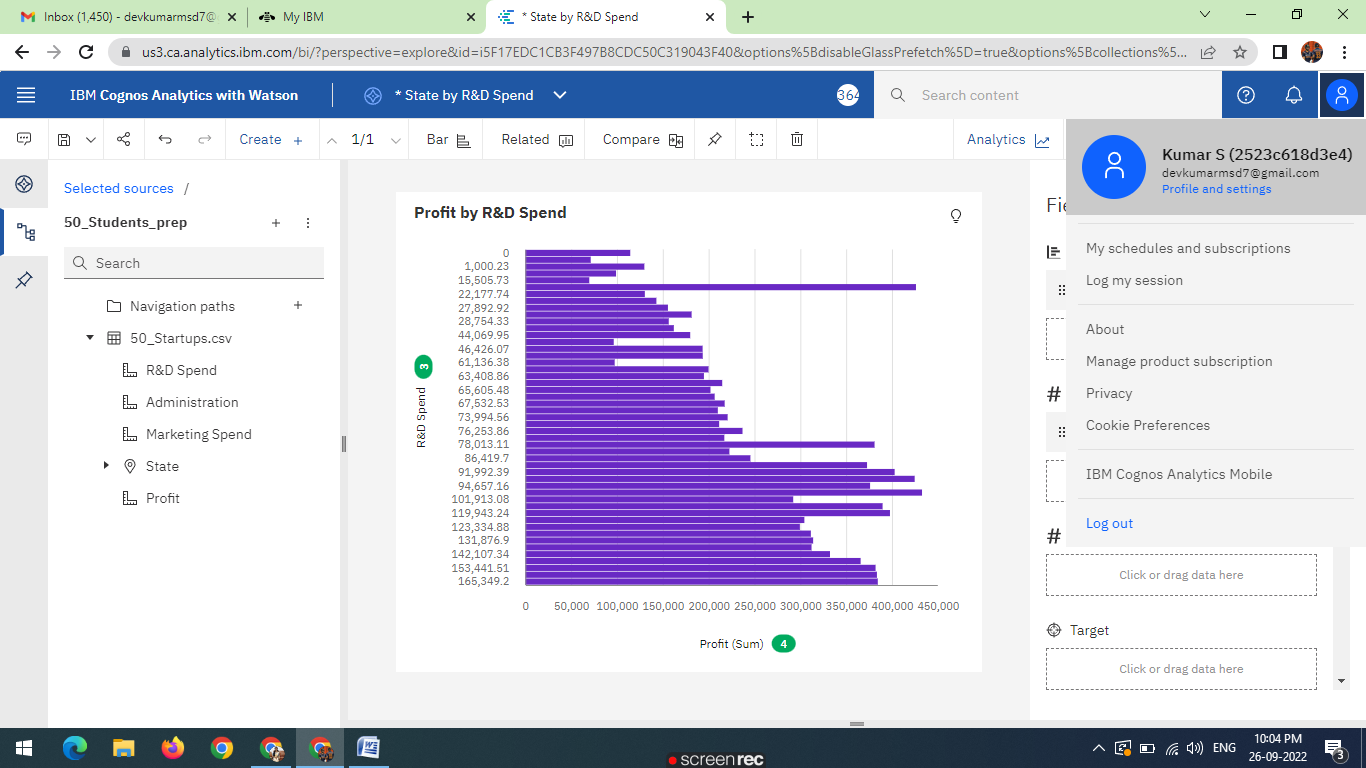 Inbox (1,450) - devkumarmsd7@
My IBM
* State by R&D Spend
us3.ca.analytics.ibm.com/bi/?perspective=explore&id=i5F17EDC1CB3F497B8CDC50C319043F40&options%5BdisableGlassPrefetch%5D=true&options%5Bcollections%5...
IBM Cognos Analytics with Watson
* State by R&D Spend
364
Search content
Create +
1/1
Bar
Related
Compare
Analytics
Kumar S (2523c618d3e4)
devkumarmsd7@gmail.com
Profile and settings
My schedules and subscriptions
Log my session
About
Manage product subscription
Privacy
Cookie Preferences
IBM Cognos Analytics Mobile
Log out
Selected sources /
50_Students_prep
Search
Navigation paths
50_Startups.csv
R&D Spend
Administration
Marketing Spend
State
Profit
Profit by R&D Spend
0
1,000.23
15,505.73
22,177.74
27,892.92
28,754.33
44,069.95
46,426.07
61,136.38
63,408.86
65,605.48
67,532.53
73,994.56
76,253.86
78,013.11
86,419.7
91,992.39
94,657.16
101,913.08
119,943.24
123,334.88
131,876.9
142,107.34
153,441.51
165,349.2
R&D Spend 3
0 50,000 100,000 150,000 200,000 250,000 300,000 350,000 400,000 450,000
Profit (Sum) 4
Click or drag data here
Target
Click or drag data here
screenrec
ENG
10:04 PM
26-09-2022
3